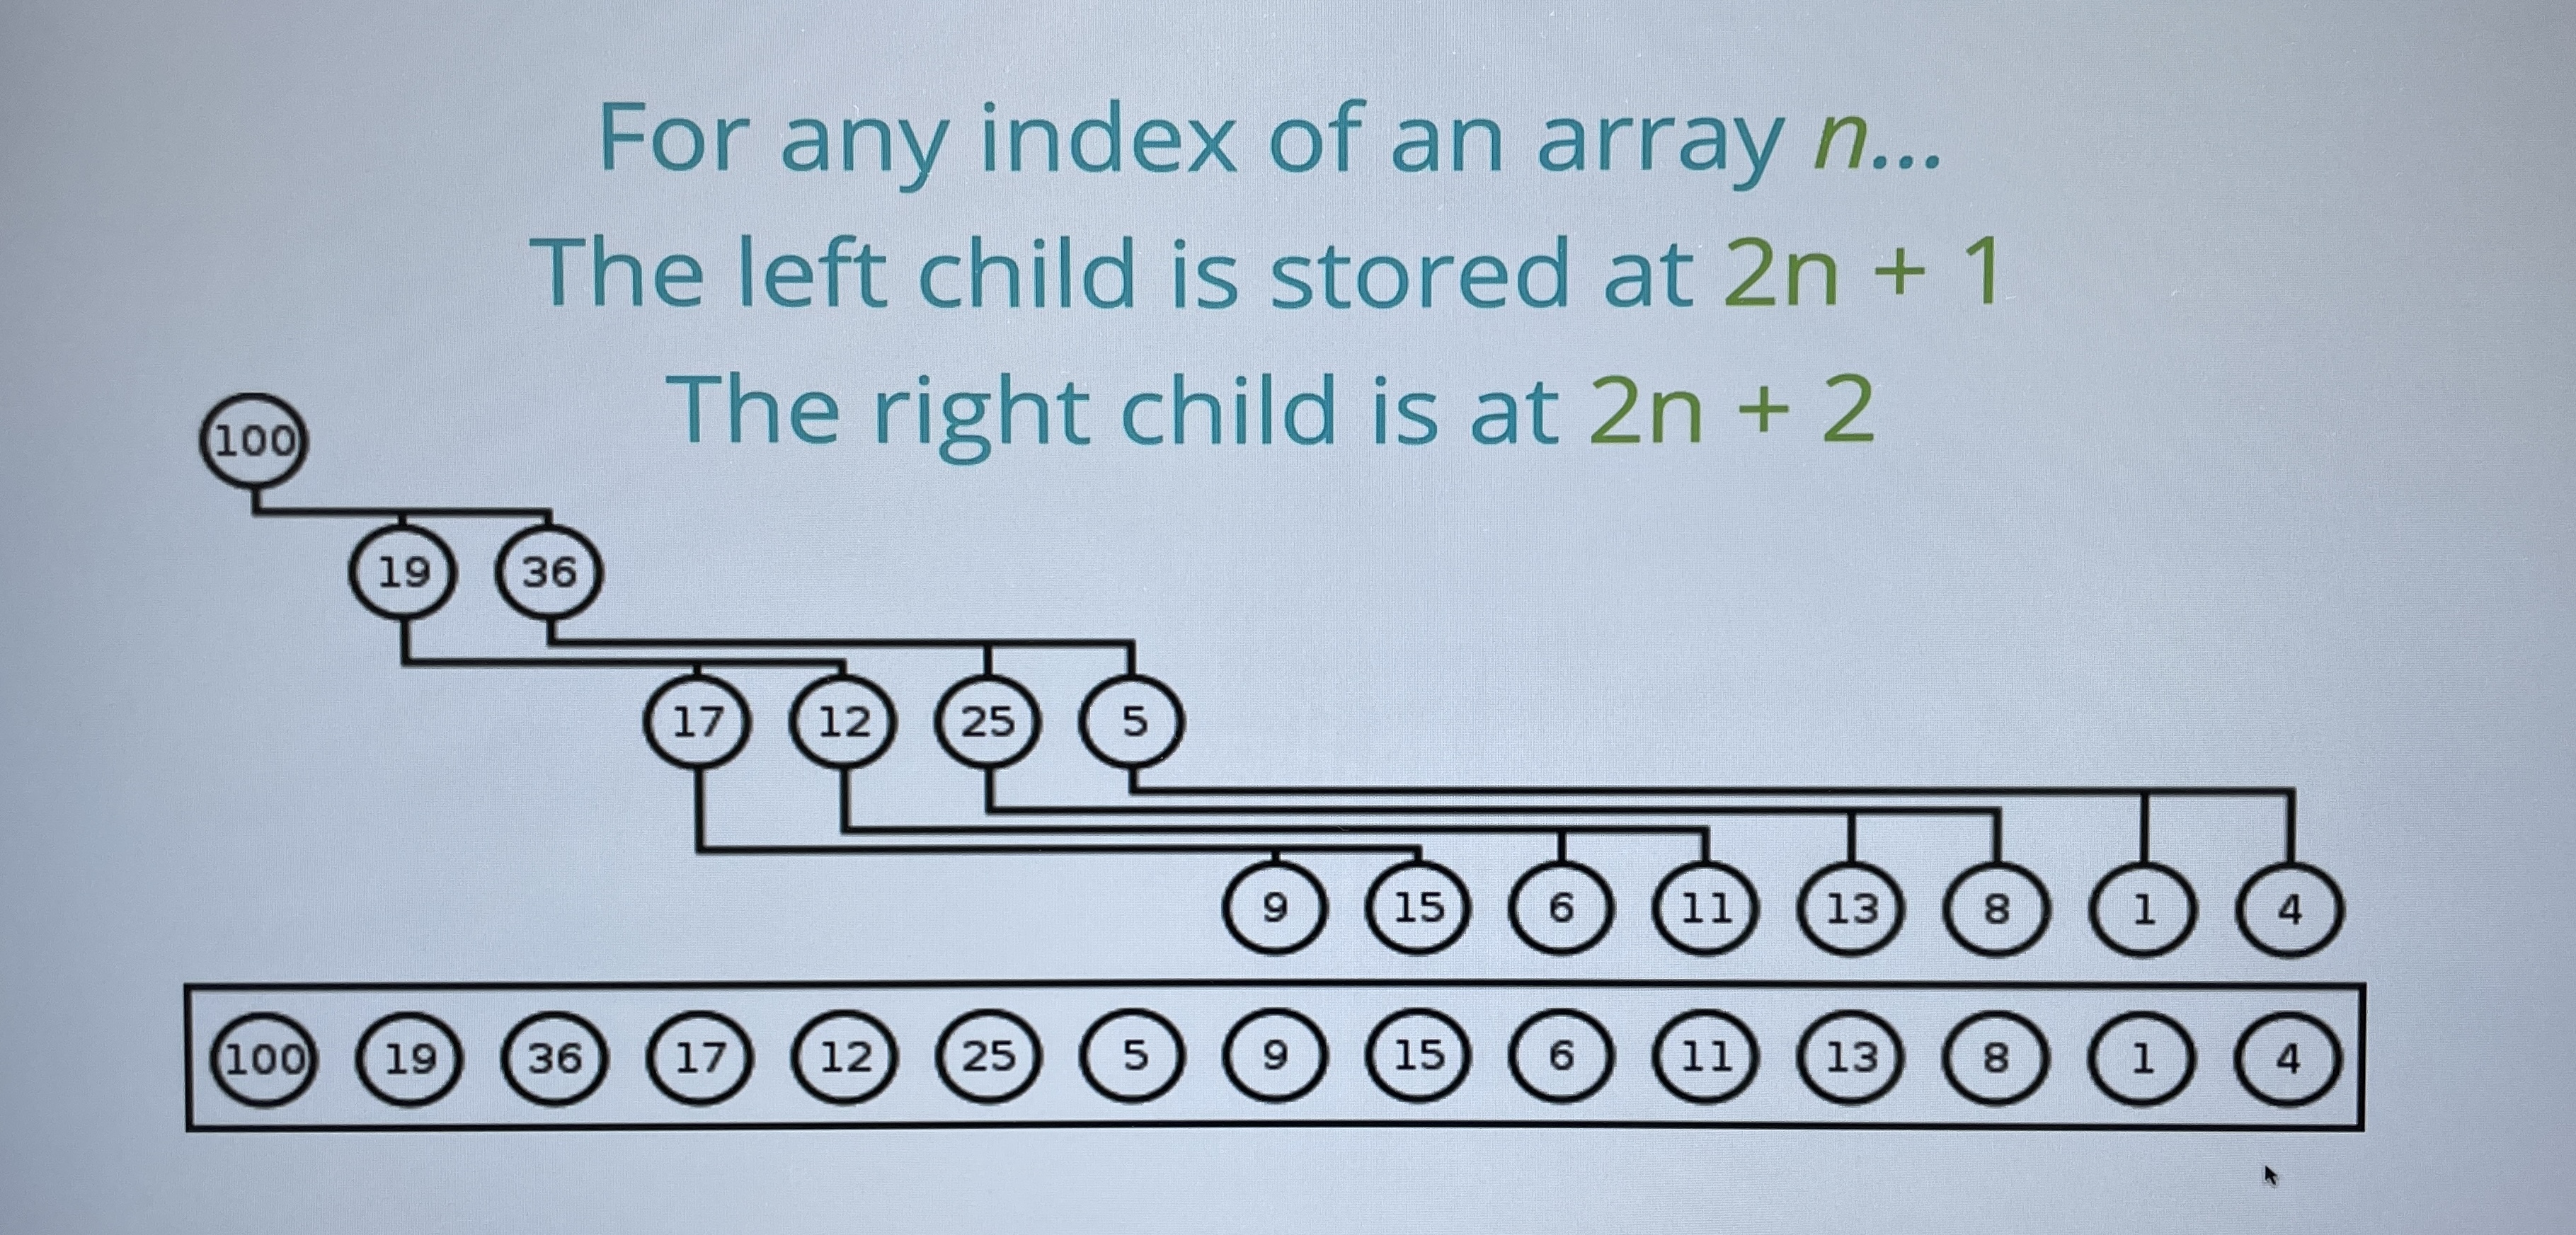 For any index of an array n...
The left child is stored at 2n + 1
The right child is at 2n + 2
100
19 36
17 12 25 5
9 15 6 11 13 8 1 4
100 19 36 17 12 25 5 9 15 6 11 13 8 1 4